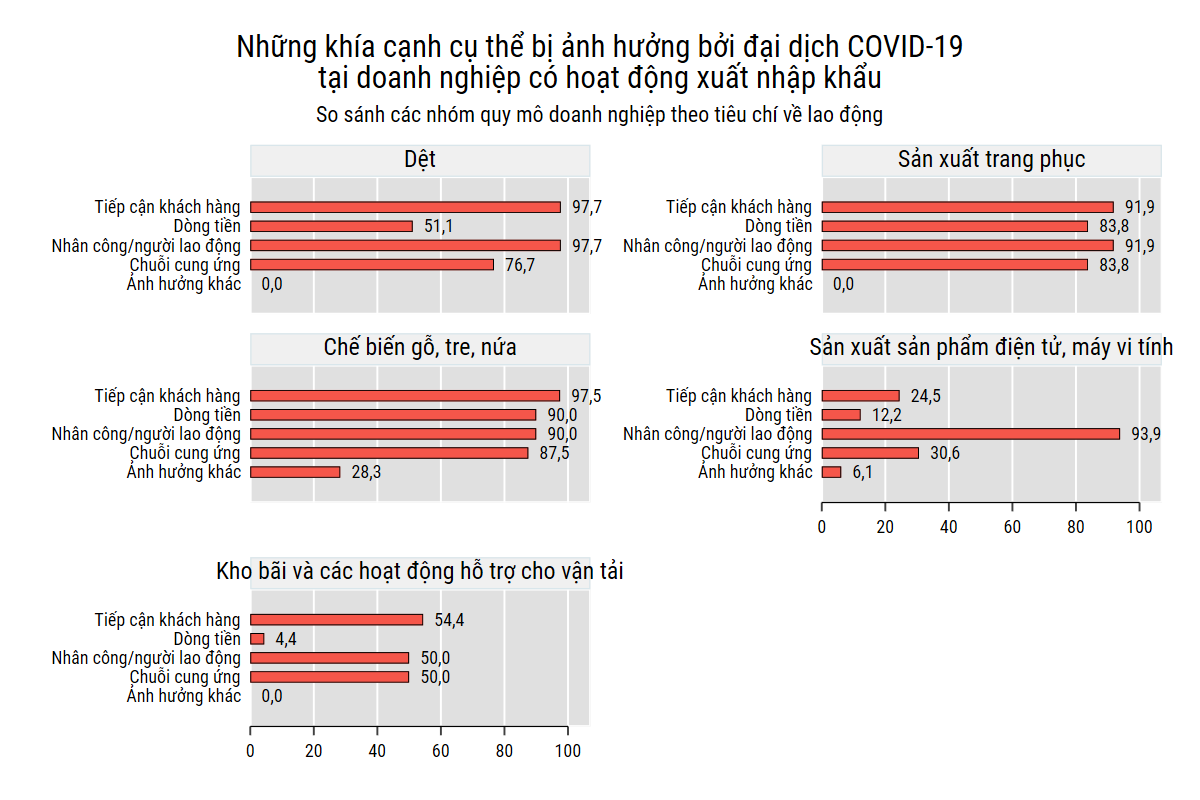 Những khía cạnh cụ thể bị ảnh hưởng bởi đại dịch COVID-19
tại doanh nghiệp có hoạt động xuất nhập khẩu
So sánh các nhóm quy mô doanh nghiệp theo tiêu chí về lao động
Dệt
Tiếp cận khách hàng 97,7
Dòng tiền 51,1
Nhân công/người lao động 97,7
Chuỗi cung ứng 76,7
Ảnh hưởng khác 0,0
Sản xuất trang phục
Tiếp cận khách hàng 91,9
Dòng tiền 83,8
Nhân công/người lao động 91,9
Chuỗi cung ứng 83,8
Ảnh hưởng khác 0,0
Chế biến gỗ, tre, nứa
Tiếp cận khách hàng 97,5
Dòng tiền 90,0
Nhân công/người lao động 90,0
Chuỗi cung ứng 87,5
Ảnh hưởng khác 28,3
Sản xuất sản phẩm điện tử, máy vi tính
Tiếp cận khách hàng 24,5
Dòng tiền 12,2
Nhân công/người lao động 93,9
Chuỗi cung ứng 30,6
Ảnh hưởng khác 6,1
0 20 40 60 80 100
Kho bãi và các hoạt động hỗ trợ cho vận tải
Tiếp cận khách hàng 54,4
Dòng tiền 4,4
Nhân công/người lao động 50,0
Chuỗi cung ứng 50,0
Ảnh hưởng khác 0,0
0 20 40 60 80 100